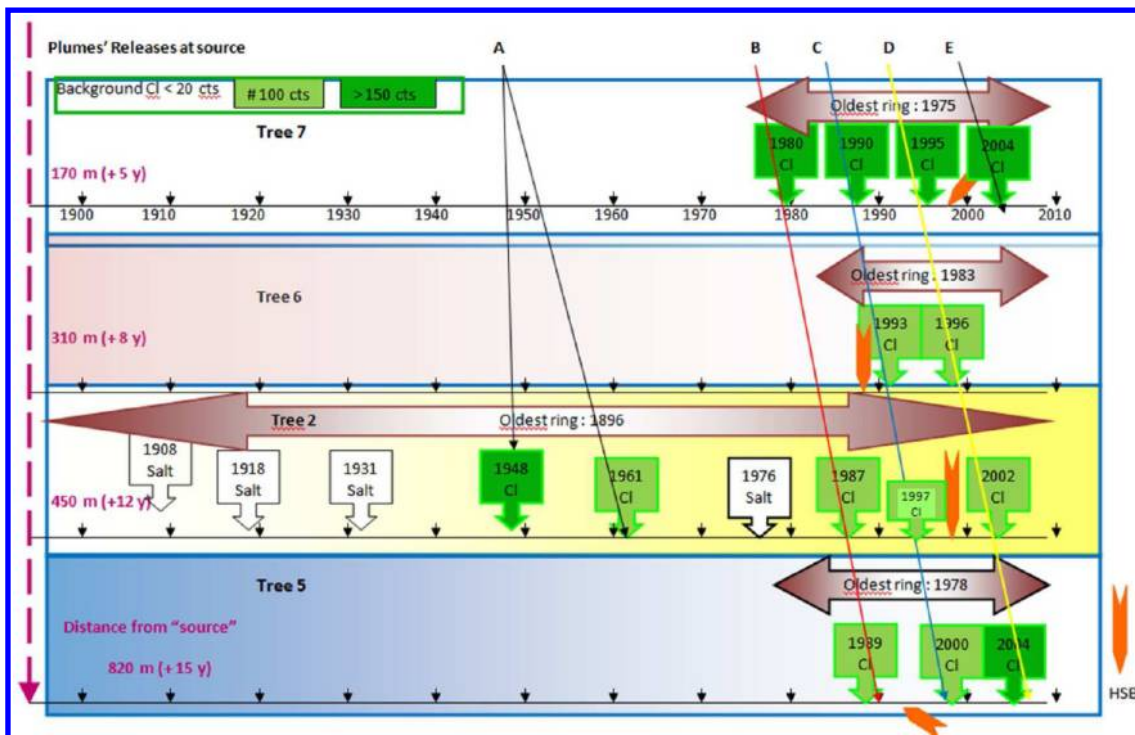 Plumes' Releases at source
A
B
C
D
E
Background Cl < 20 cts
#100 cts
>150 cts
Oldest ring : 1975
Tree 7
1980
Cl
1990
Cl
1995
Cl
2004
Cl
170 m (+ 5 y)
1900
1910
1920
1930
1940
1950
1960
1970
1980
1990
2000
2010
Oldest ring : 1983
Tree 6
310 m (+ 8 y)
1993
Cl
1996
Cl
Tree 2
Oldest ring : 1896
1908
Salt
1918
Salt
1931
Salt
1948
Cl
1961
Cl
1976
Salt
1987
Cl
1997
Cl
2002
Cl
450 m (+12 y)
Tree 5
Oldest ring : 1978
Distance from "source"
820 m (+ 15 y)
1989
Cl
2000
Cl
2004
Cl
HSE